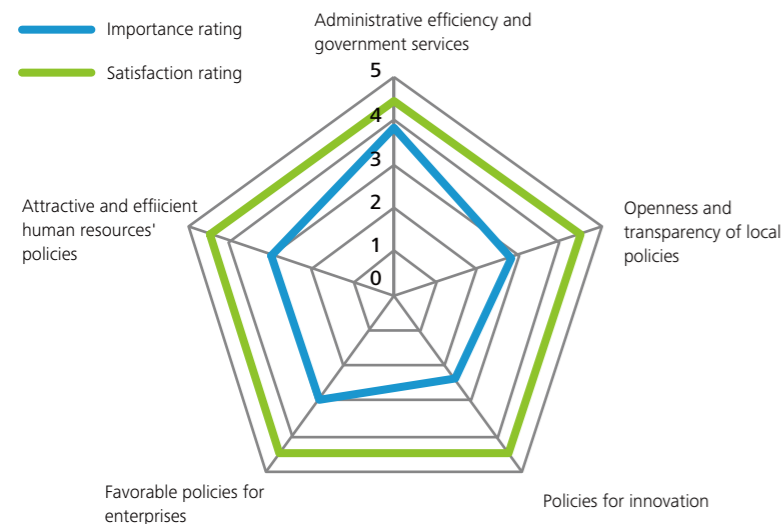 Importance rating
Satisfaction rating
Administrative efficiency and
government services
5
4
3
2
1
0
Attractive and effiicient
human resources'
policies
Openness and
transparency of local
policies
Favorable policies for
enterprises
Policies for innovation